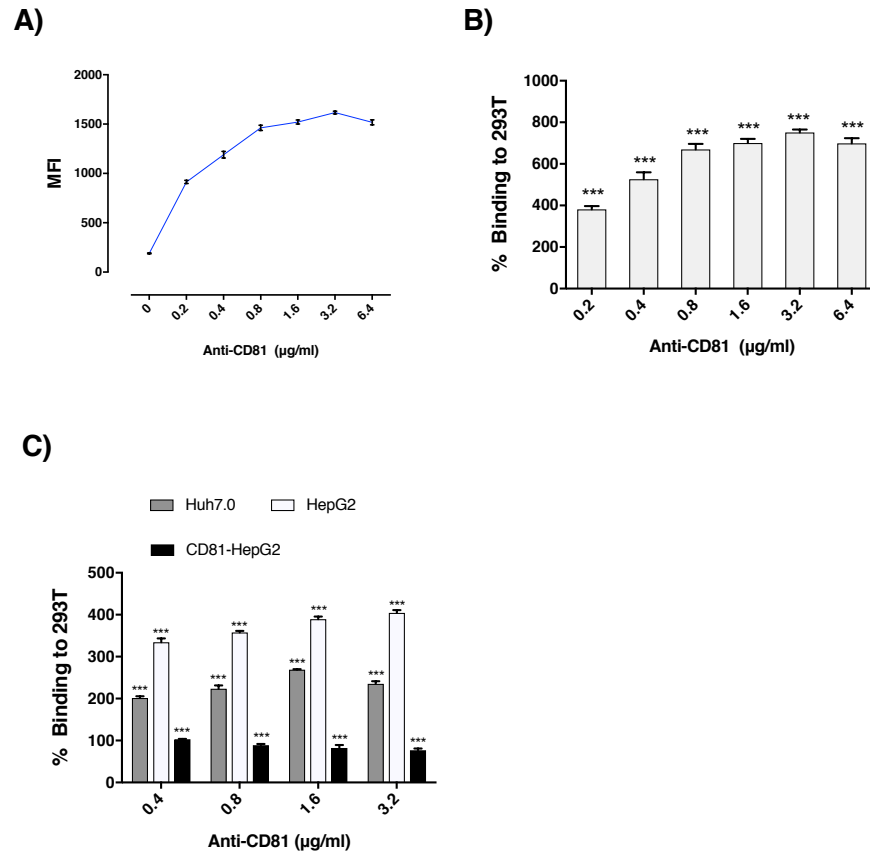 A)
2000
1500
1000
500
0
MFI
0 0.2 0.4 0.8 1.6 3.2 6.4
Anti-CD81 (µg/ml)
B)
1000
800
600
400
200
0
% Binding to 293T
*** *** *** *** *** ***
0.2 0.4 0.8 1.6 3.2 6.4
Anti-CD81 (µg/ml)
C)
Huh7.0 HepG2
CD81-HepG2
500
400
300
200
100
0
% Binding to 293T
*** *** *** *** *** *** *** *** *** *** *** ***
0.4 0.8 1.6 3.2
Anti-CD81 (µg/ml)